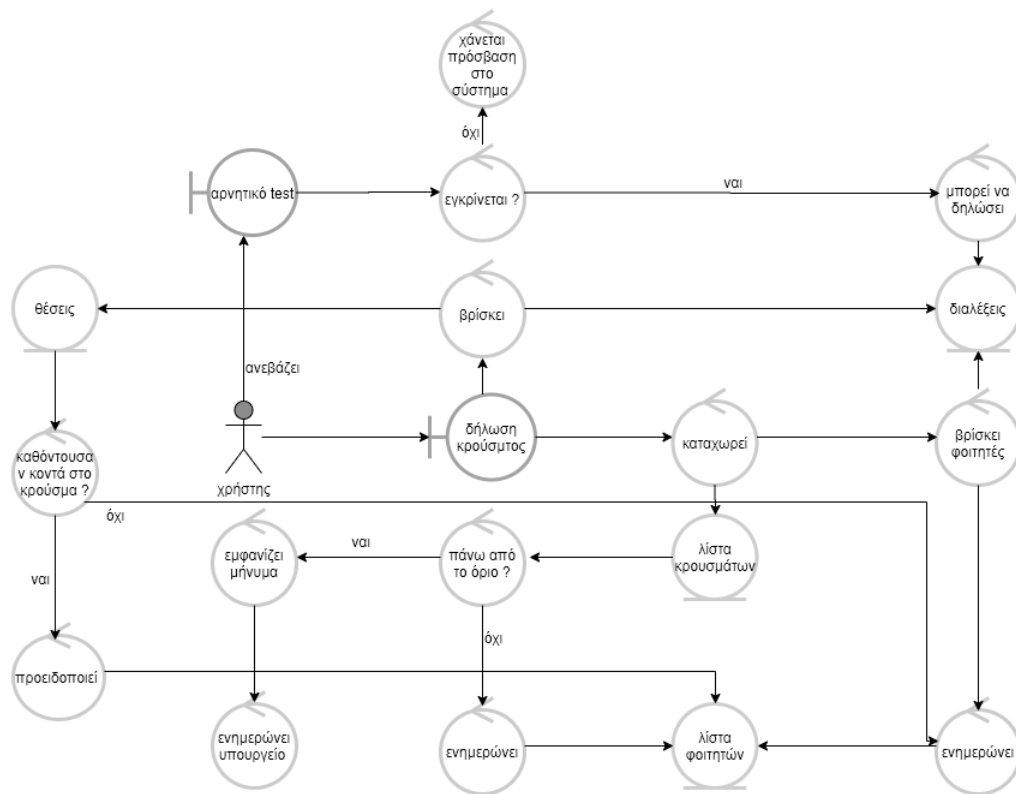 χάνεται
πρόσβαση
στο
σύστημα
όχι
αρνητικό test
εγκρίνεται ?
ναι
μπορεί να
δηλώσει
θέσεις
βρίσκει
διαλέξεις
ανεβάζει
χρήστης
δήλωση
κρούσμτος
καταχωρεί
βρίσκει
φοιτητές
καθόντουσα
ν κοντά στο
κρούσμα ?
όχι
ναι
εμφανίζει
μήνυμα
ναι
πάνω από
το όριο ?
λίστα
κρουσμάτων
όχι
προειδοποιεί
ενημερώνει
υπουργείο
ενημερώνει
λίστα
φοιτητών
ενημερώνει